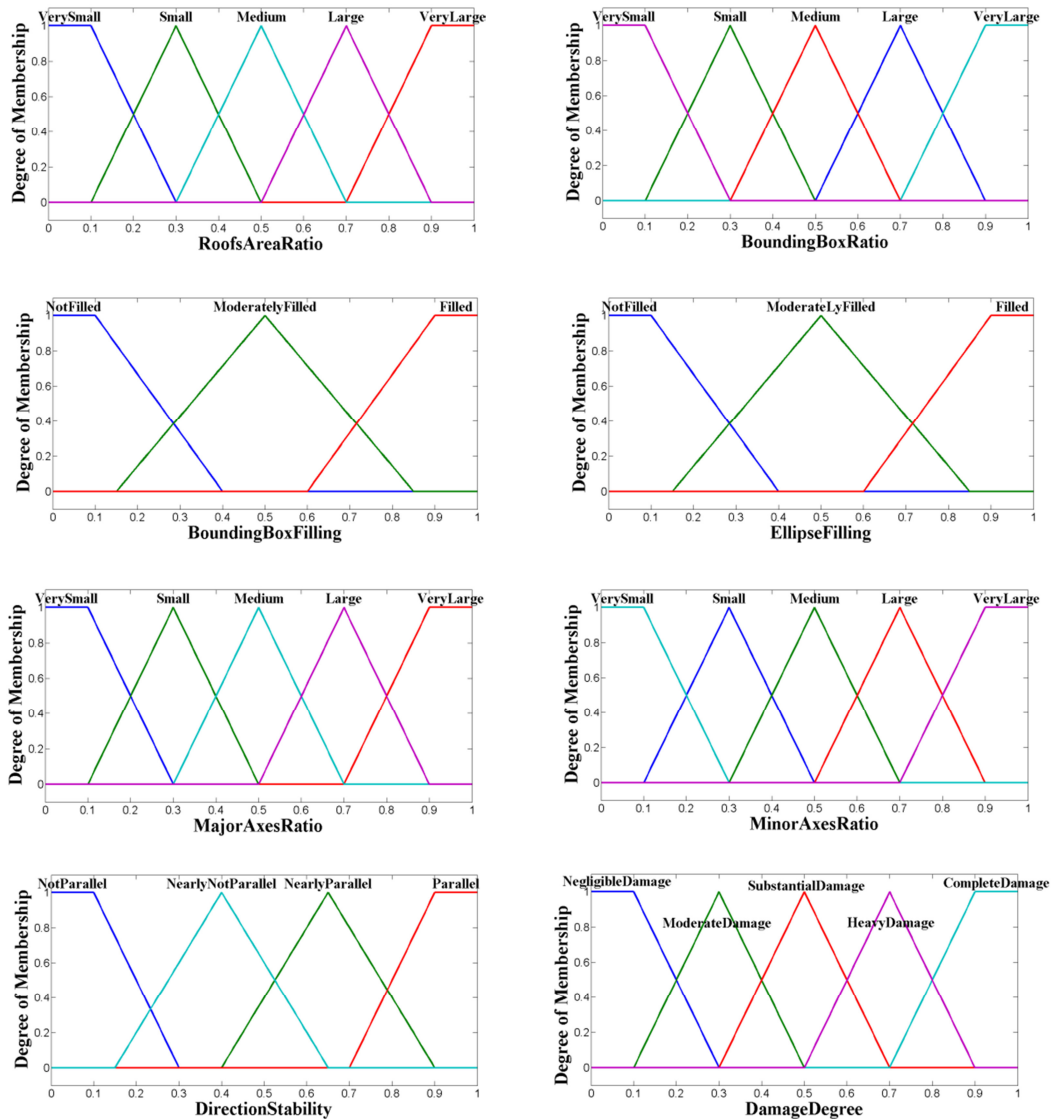 VerySmall Small Medium Large VeryLarge
1
0.8
0.6
0.4
0.2
0
Degree of Membership
0 0.1 0.2 0.3 0.4 0.5 0.6 0.7 0.8 0.9 1
RoofsAreaRatio
VerySmall Small Medium Large VeryLarge
1
0.8
0.6
0.4
0.2
0
Degree of Membership
0 0.1 0.2 0.3 0.4 0.5 0.6 0.7 0.8 0.9 1
BoundingBoxRatio
NotFilled ModeratelyFilled Filled
1
0.8
0.6
0.4
0.2
0
Degree of Membership
0 0.1 0.2 0.3 0.4 0.5 0.6 0.7 0.8 0.9 1
BoundingBoxFilling
NotFilled ModerateLyFilled Filled
1
0.8
0.6
0.4
0.2
0
Degree of Membership
0 0.1 0.2 0.3 0.4 0.5 0.6 0.7 0.8 0.9 1
EllipseFilling
VerySmall Small Medium Large VeryLarge
1
0.8
0.6
0.4
0.2
0
Degree of Membership
0 0.1 0.2 0.3 0.4 0.5 0.6 0.7 0.8 0.9 1
MajorAxesRatio
VerySmall Small Medium Large VeryLarge
1
0.8
0.6
0.4
0.2
0
Degree of Membership
0 0.1 0.2 0.3 0.4 0.5 0.6 0.7 0.8 0.9 1
MinorAxesRatio
NotParallel NearlyNotParallel NearlyParallel Parallel
1
0.8
0.6
0.4
0.2
0
Degree of Membership
0 0.1 0.2 0.3 0.4 0.5 0.6 0.7 0.8 0.9 1
DirectionStability
NegligibleDamage SubstantialDamage CompleteDamage
ModerateDamage HeavyDamage
1
0.8
0.6
0.4
0.2
0
Degree of Membership
0 0.1 0.2 0.3 0.4 0.5 0.6 0.7 0.8 0.9 1
DamageDegree